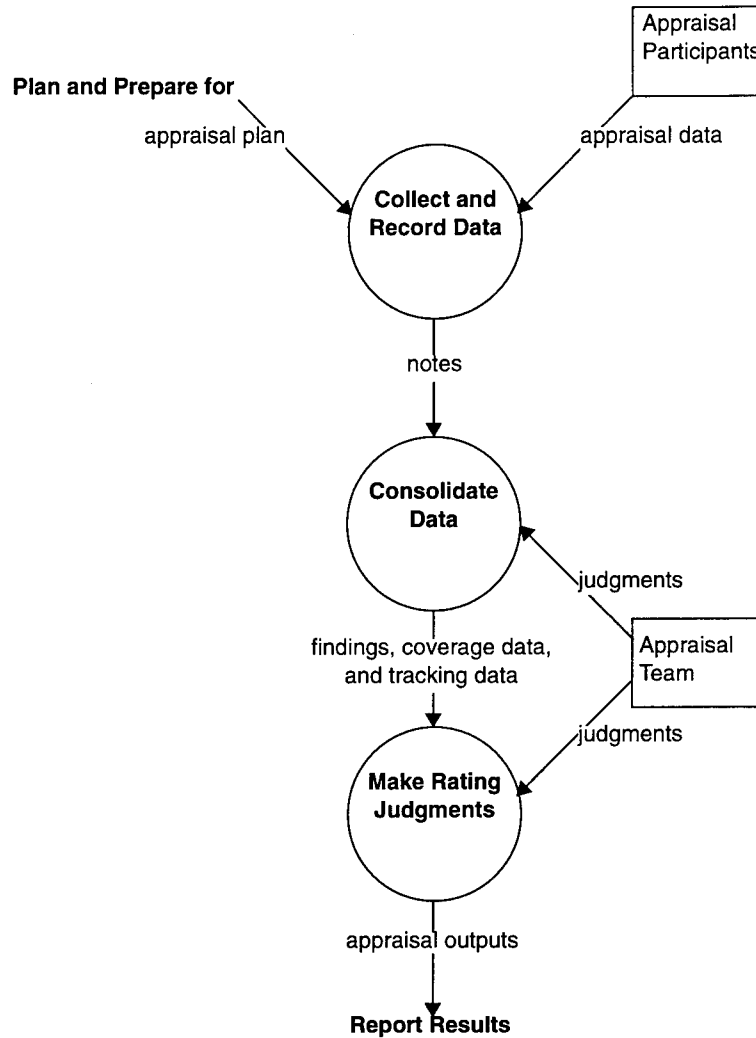 Appraisal
Participants
Plan and Prepare for
appraisal plan
appraisal data
Collect and
Record Data
notes
Consolidate
Data
judgments
findings, coverage data,
and tracking data
Appraisal
Team
judgments
Make Rating
Judgments
appraisal outputs
Report Results